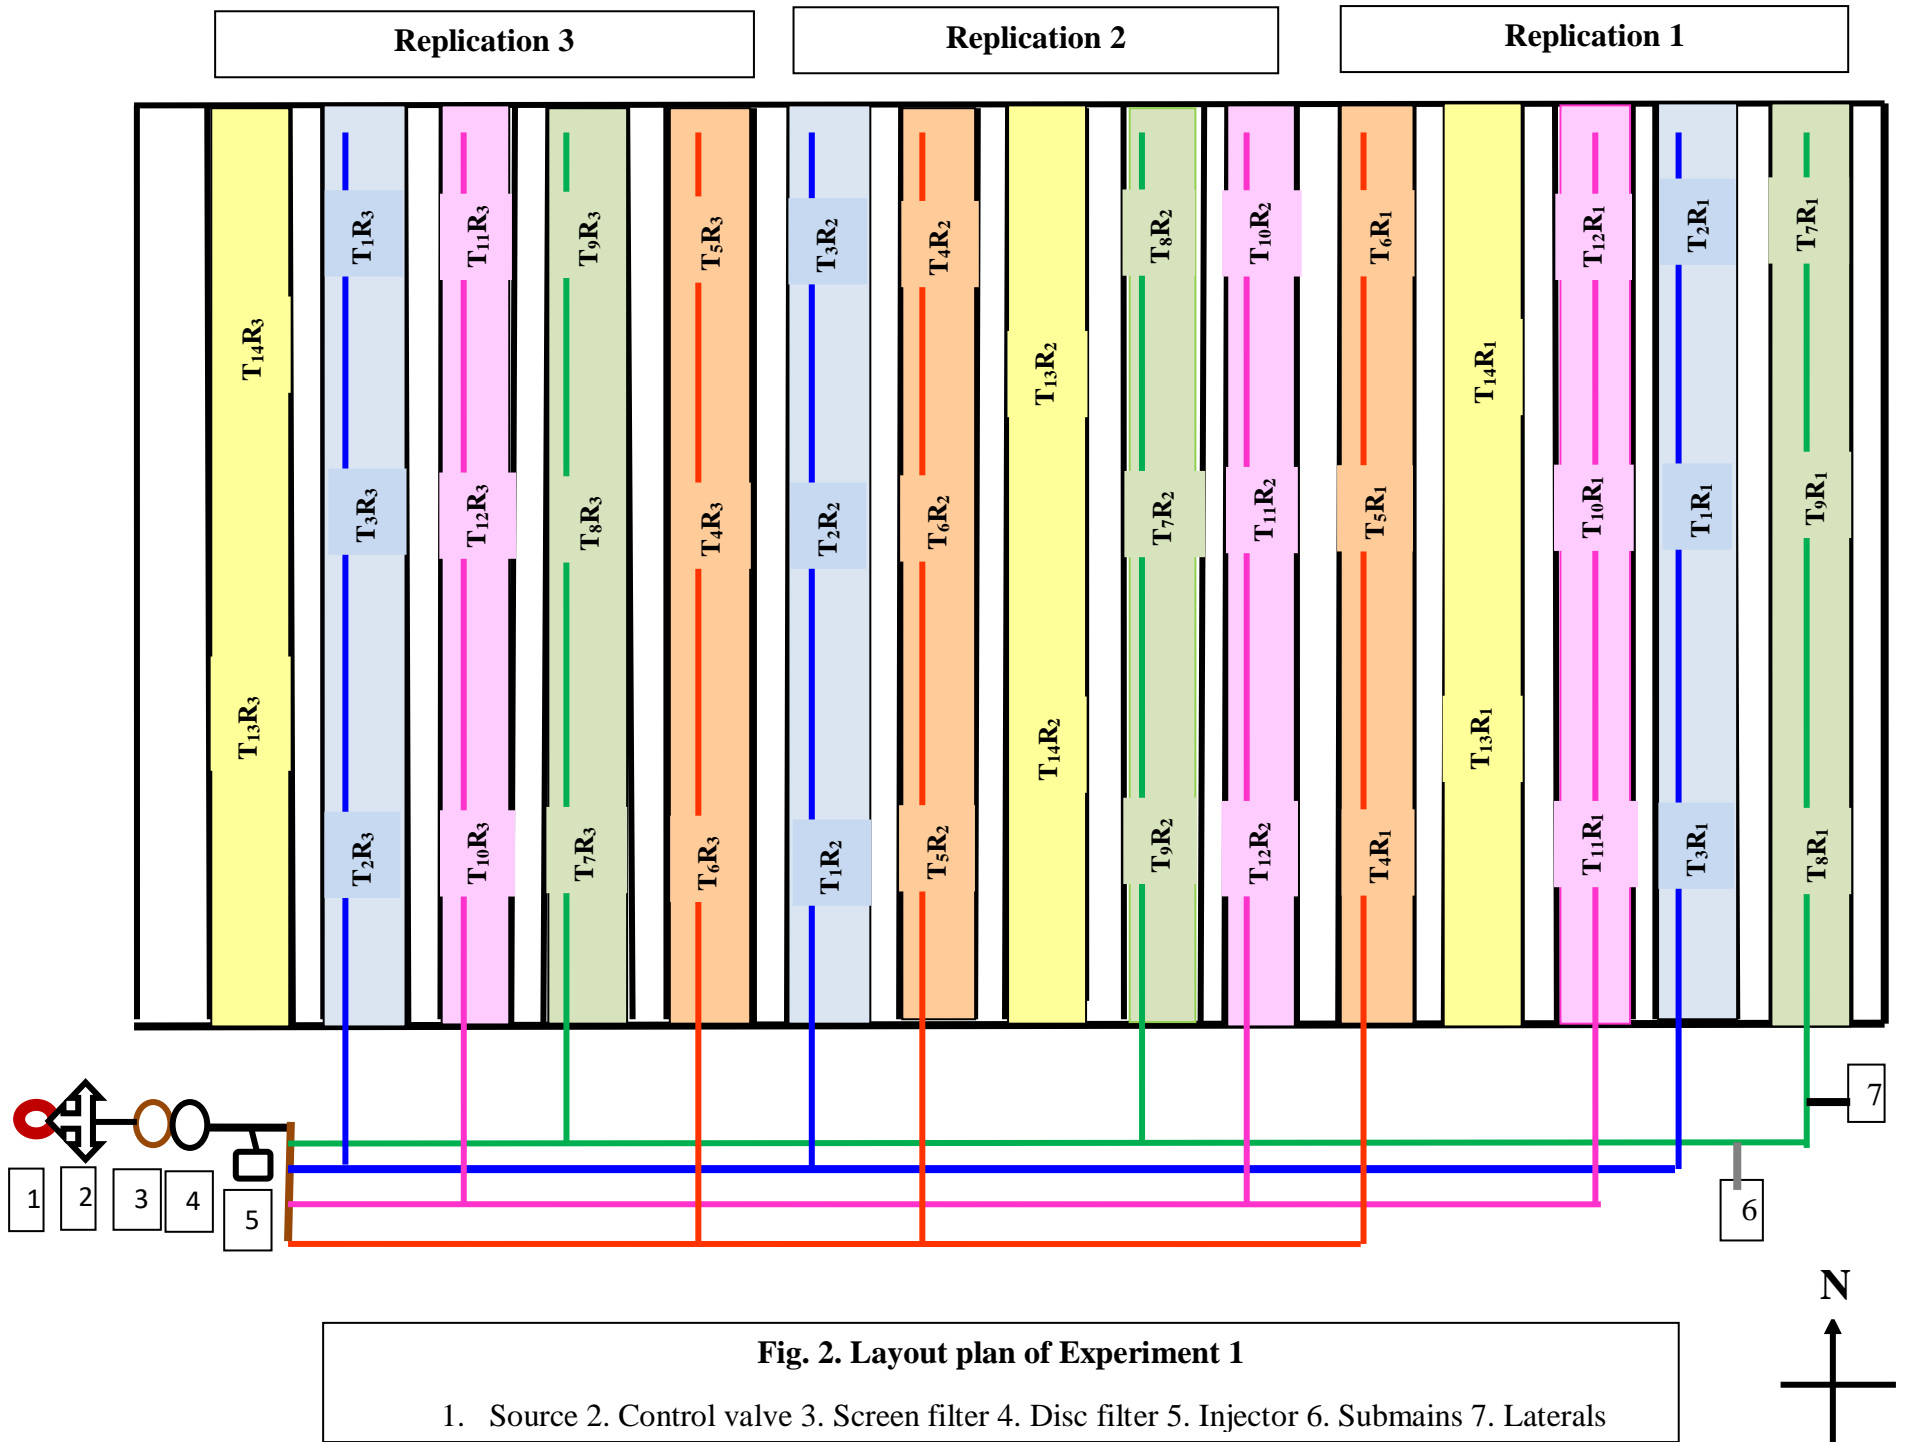 Replication 3
Replication 2
Replication 1
T₁R₃
T₁₁R₃
T₉R₃
T₅R₃
T₃R₂
T₄R₂
T₈R₂
T₁₀R₂
T₆R₁
T₁₂R₁
T₂R₁
T₇R₁
T₁₄R₃
T₁₃R₂
T₁₄R₁
T₃R₃
T₁₂R₃
T₈R₃
T₄R₃
T₂R₂
T₆R₂
T₇R₂
T₁₁R₂
T₅R₁
T₁₀R₁
T₁R₁
T₉R₁
T₁₃R₃
T₁₄R₂
T₁₃R₁
T₂R₃
T₁₀R₃
T₇R₃
T₆R₃
T₁R₂
T₅R₂
T₉R₂
T₁₂R₂
T₄R₁
T₁₁R₁
T₃R₁
T₈R₁
7
1
2
3
4
5
6
N
Fig. 2. Layout plan of Experiment 1
1. Source 2. Control valve 3. Screen filter 4. Disc filter 5. Injector 6. Submains 7. Laterals